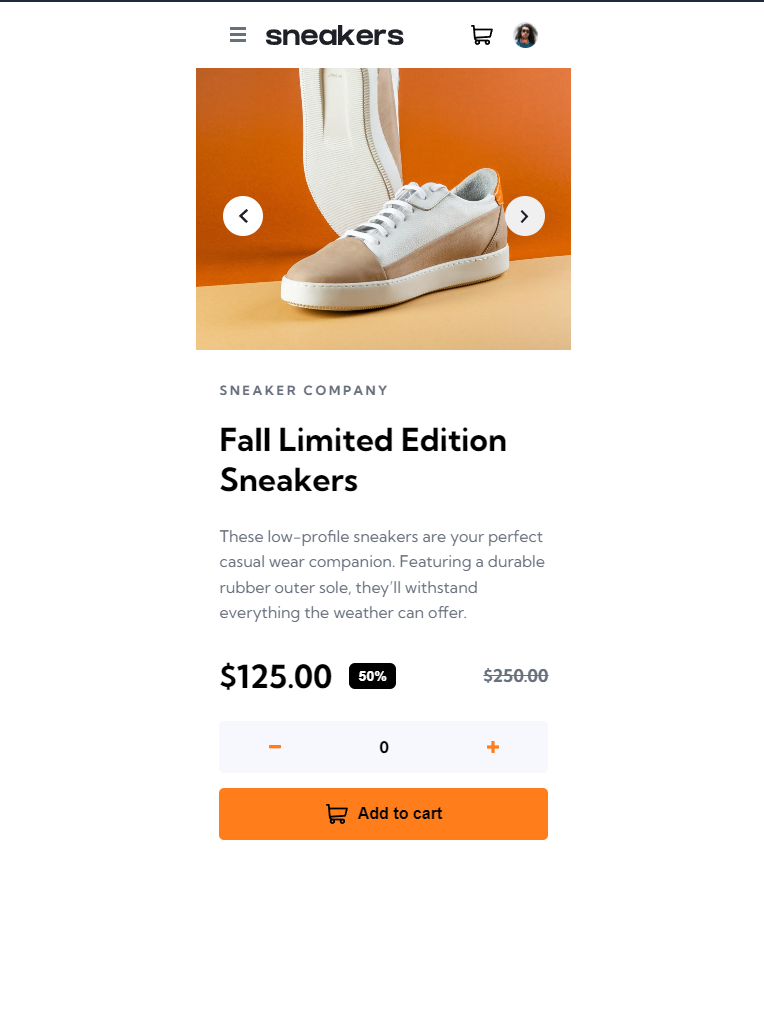 sneakers
SNEAKER COMPANY
Fall Limited Edition
Sneakers
These low-profile sneakers are your perfect
casual wear companion. Featuring a durable
rubber outer sole, they’ll withstand
everything the weather can offer.
$125.00 50% $250.00
0
Add to cart